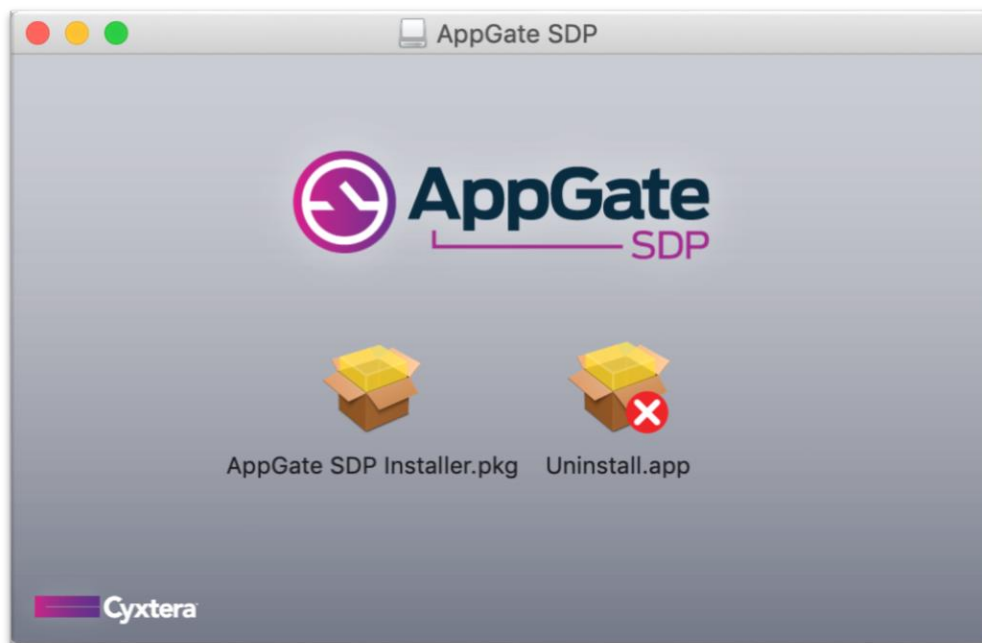 AppGate SDP
AppGate
SDP
AppGate SDP Installer.pkg
Uninstall.app
Cyxtera